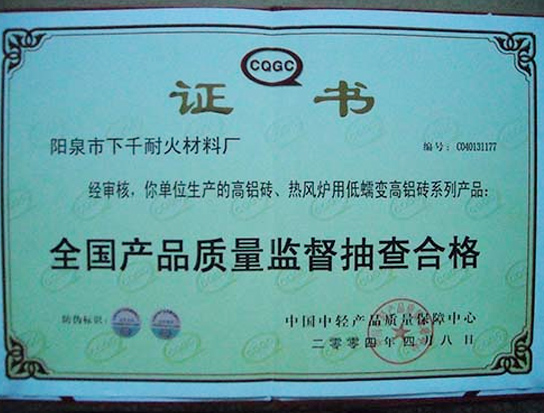 CQGC
证 书
阳泉市下千耐火材料厂
编号：C040131177
经审核，你单位生产的高铝砖、热风炉用低蠕变高铝砖系列产品：
全国产品质量监督抽查合格
防伪标识：
中国中轻产品质量保障中心
二〇〇四年四月八日